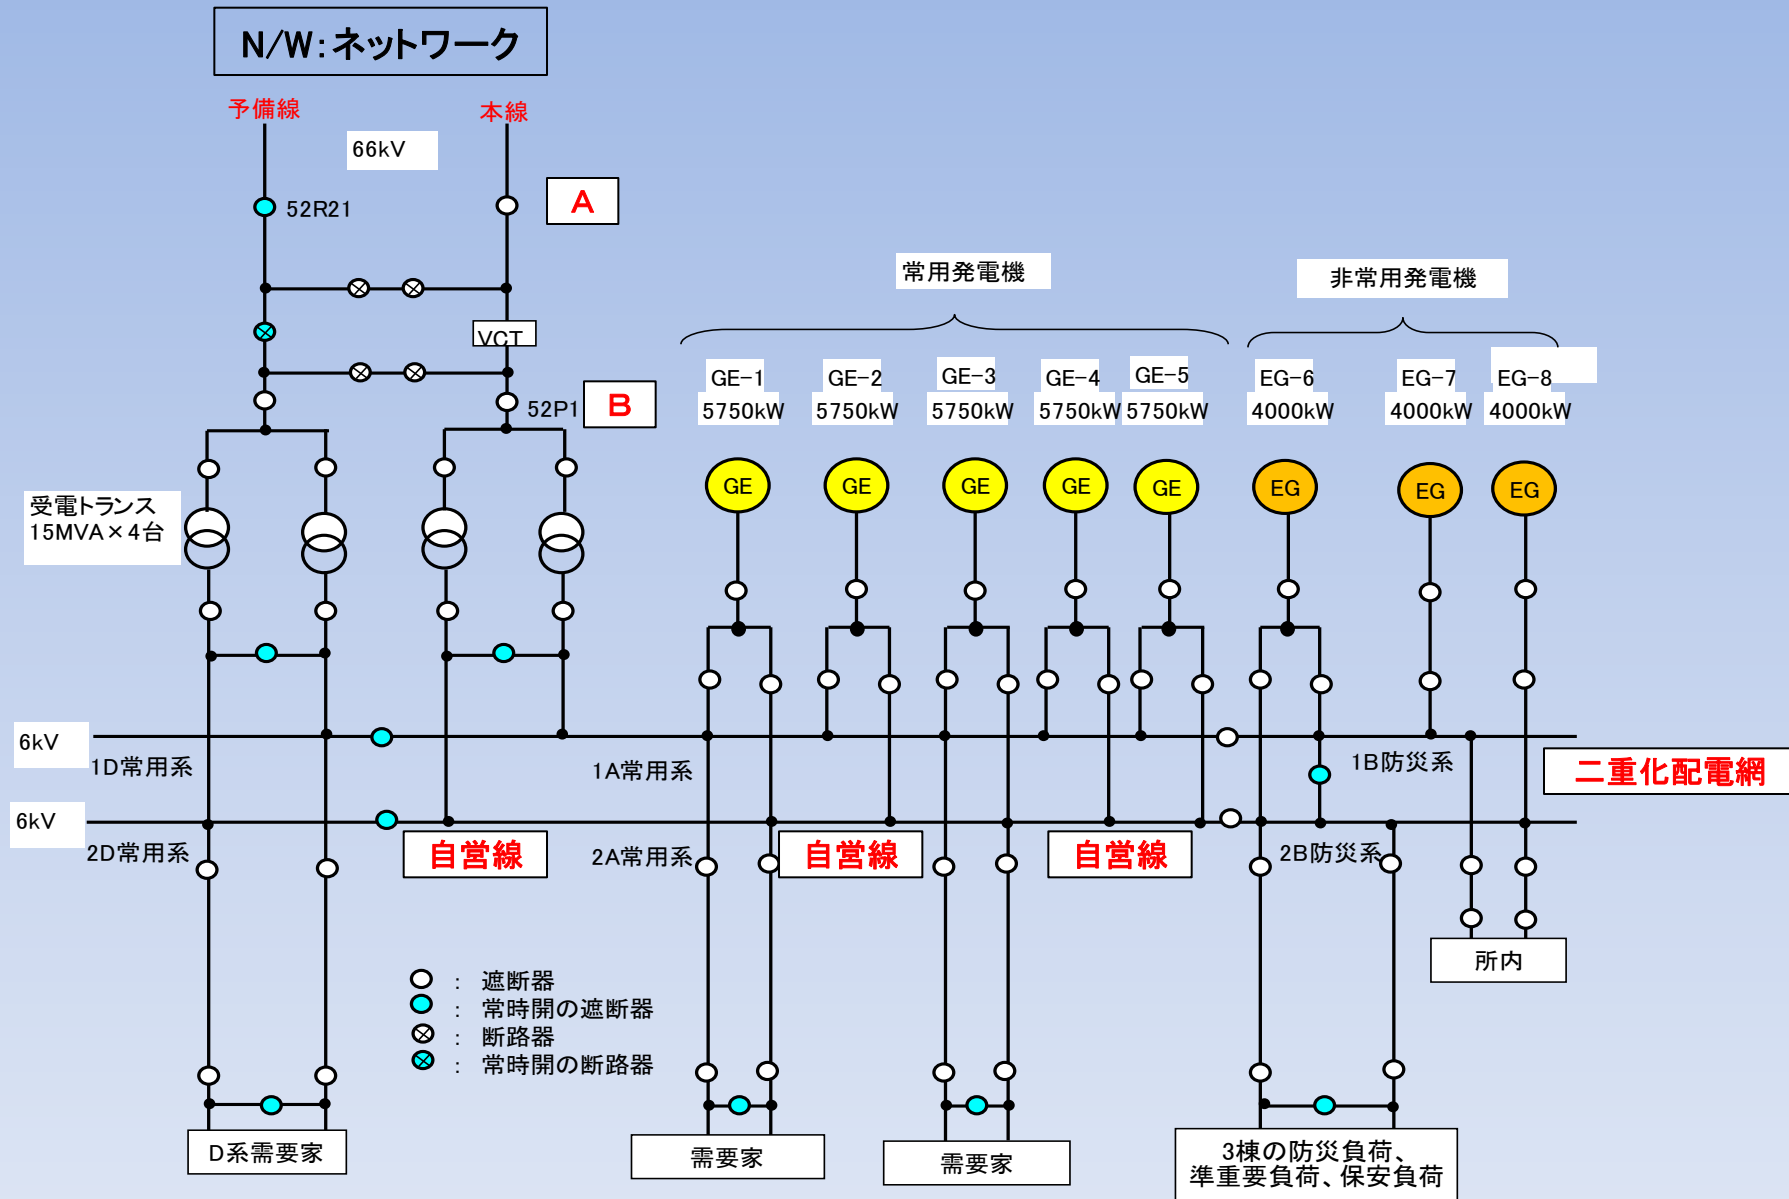 N/W:ネットワーク
予備線
本線
66kV
52R21
A
VCT
52P1
B
受電トランス
15MVA×4台
常用発電機
非常用発電機
GE-1
5750kW
GE-2
5750kW
GE-3
5750kW
GE-4
5750kW
GE-5
5750kW
EG-6
4000kW
EG-7
4000kW
EG-8
4000kW
GE
GE
GE
GE
GE
EG
EG
EG
6kV
1D常用系
1A常用系
1B防災系
二重化配電網
6kV
2D常用系
自営線
2A常用系
自営線
自営線
2B防災系
所内
: 遮断器
: 常時開の遮断器
: 断路器
: 常時開の断路器
D系需要家
需要家
需要家
3棟の防災負荷、
準重要負荷、保安負荷